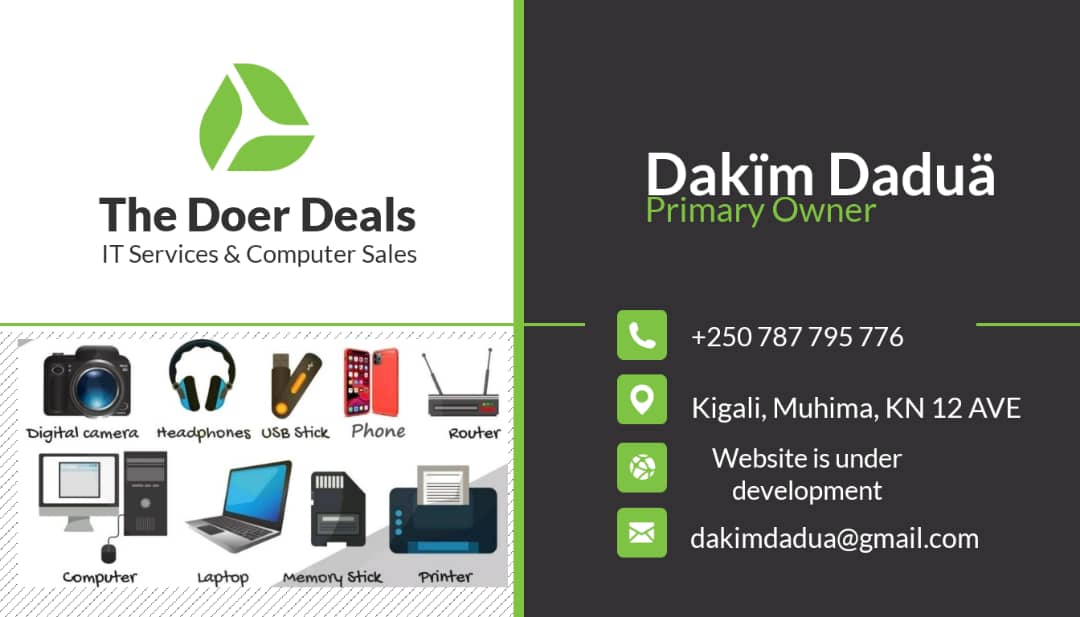 The Doer Deals
IT Services & Computer Sales
Digital camera
Headphones
USB Stick
Phone
Router
Computer
Laptop
Memory Stick
Printer
Dakïm Daduä
Primary Owner
+250 787 795 776
Kigali, Muhima, KN 12 AVE
Website is under
development
dakimdadua@gmail.com